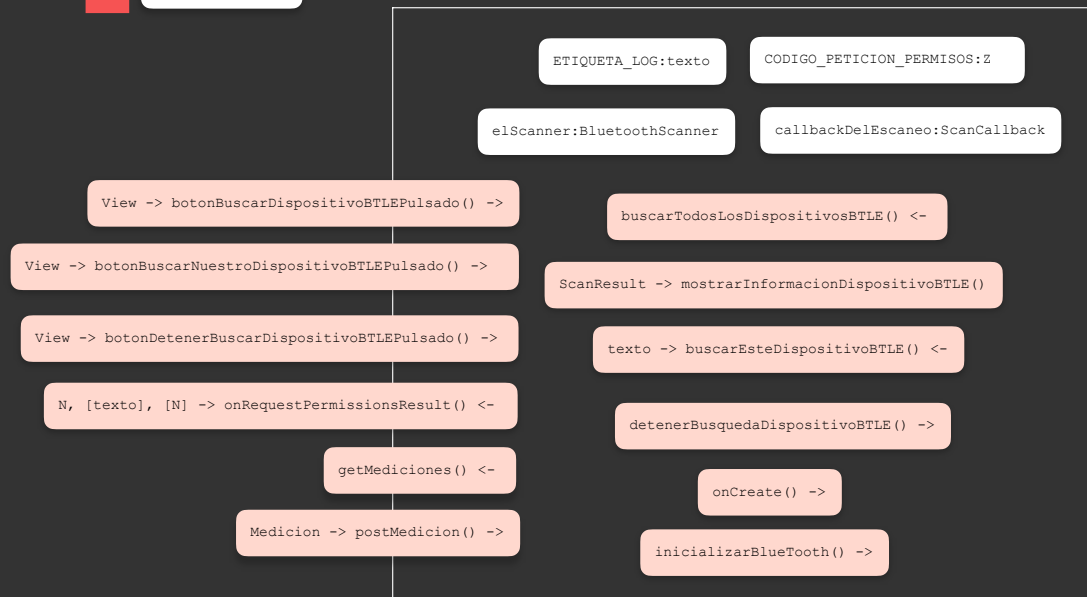 ETIQUETA_LOG:texto
CODIGO_PETICION_PERMISOS:Z
elScanner:BluetoothScanner
callbackDelEscaneo:ScanCallback
View -> botonBuscarDispositivoBTLEPulsado() ->
View -> botonBuscarNuestroDispositivoBTLEPulsado() ->
View -> botonDetenerBuscarDispositivoBTLEPulsado() ->
N, [texto], [N] -> onRequestPermissionsResult() <-
getMediciones() <-
Medicion -> postMedicion() ->
buscarTodosLosDispositivosBTLE() <-
ScanResult -> mostrarInformacionDispositivoBTLE()
texto -> buscarEsteDispositivoBTLE() <-
detenerBusquedaDispositivoBTLE() ->
onCreate() ->
inicializarBlueTooth() ->